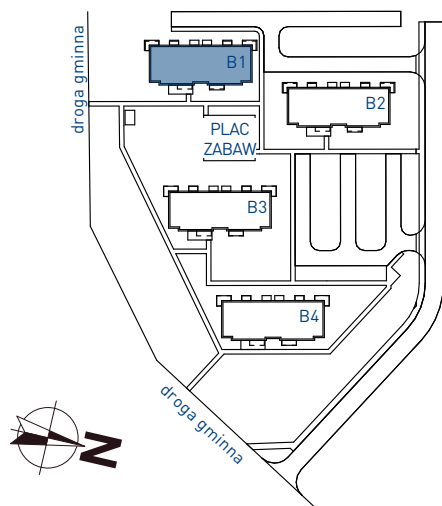 B1
droga gminna
B2
PLAC
ZABAW
B3
B4
droga gminna
N